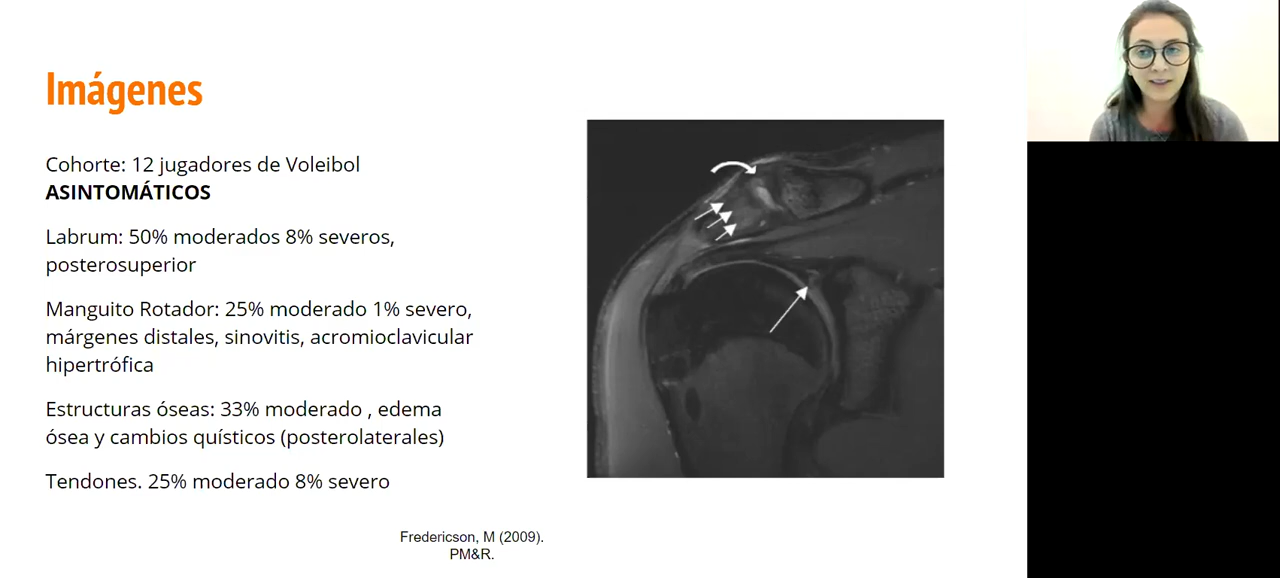 Imágenes
Cohorte: 12 jugadores de Voleibol
ASINTOMÁTICOS
Labrum: 50% moderados 8% severos,
posterosuperior
Manguito Rotador: 25% moderado 1% severo,
márgenes distales, sinovitis, acromioclavicular
hipertrófica
Estructuras óseas: 33% moderado , edema
ósea y cambios quísticos (posterolaterales)
Tendones. 25% moderado 8% severo
Fredericson, M (2009).
PM&R.